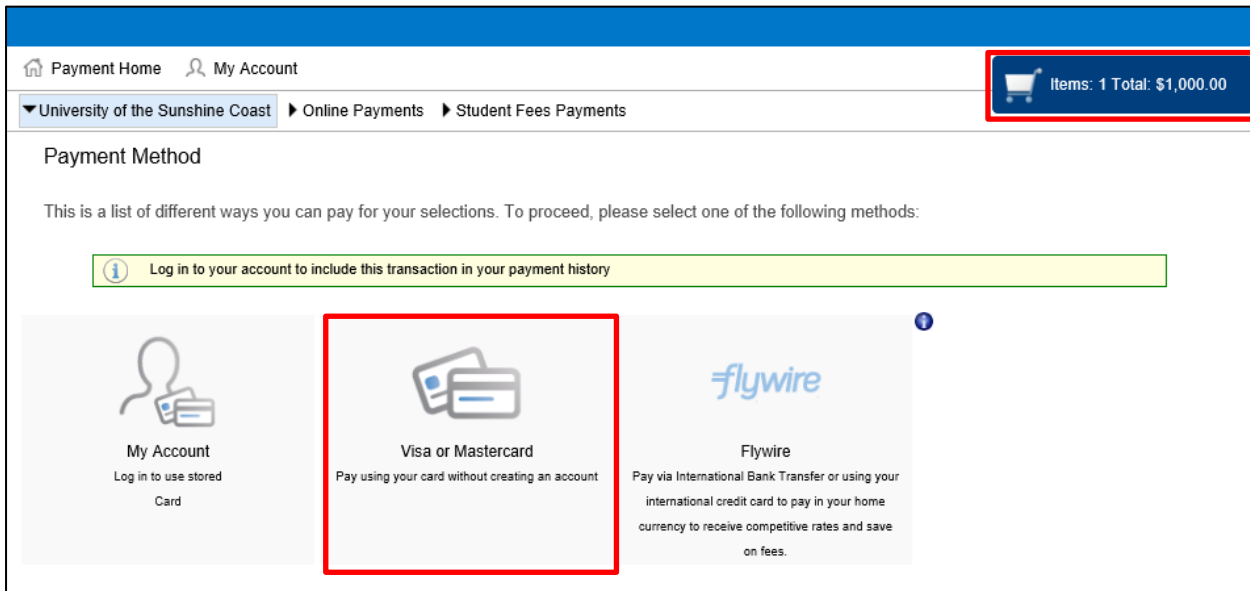 Payment Home My Account
Items: 1 Total: $1,000.00
University of the Sunshine Coast Online Payments Student Fees Payments
Payment Method
This is a list of different ways you can pay for your selections. To proceed, please select one of the following methods:
Log in to your account to include this transaction in your payment history
My Account
Log in to use stored
Card
Visa or Mastercard
Pay using your card without creating an account
flywire
Flywire
Pay via International Bank Transfer or using your
international credit card to pay in your home
currency to receive competitive rates and save
on fees.